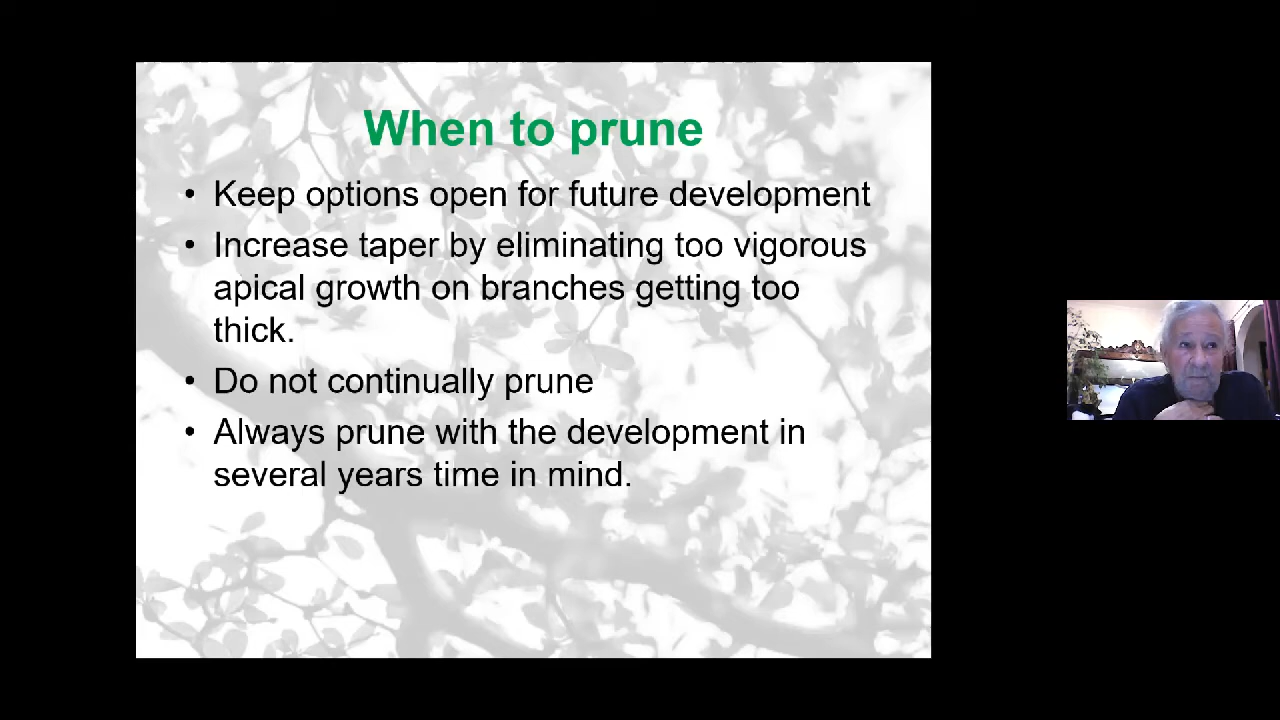 When to prune
• Keep options open for future development
• Increase taper by eliminating too vigorous
apical growth on branches getting too
thick.
• Do not continually prune
• Always prune with the development in
several years time in mind.